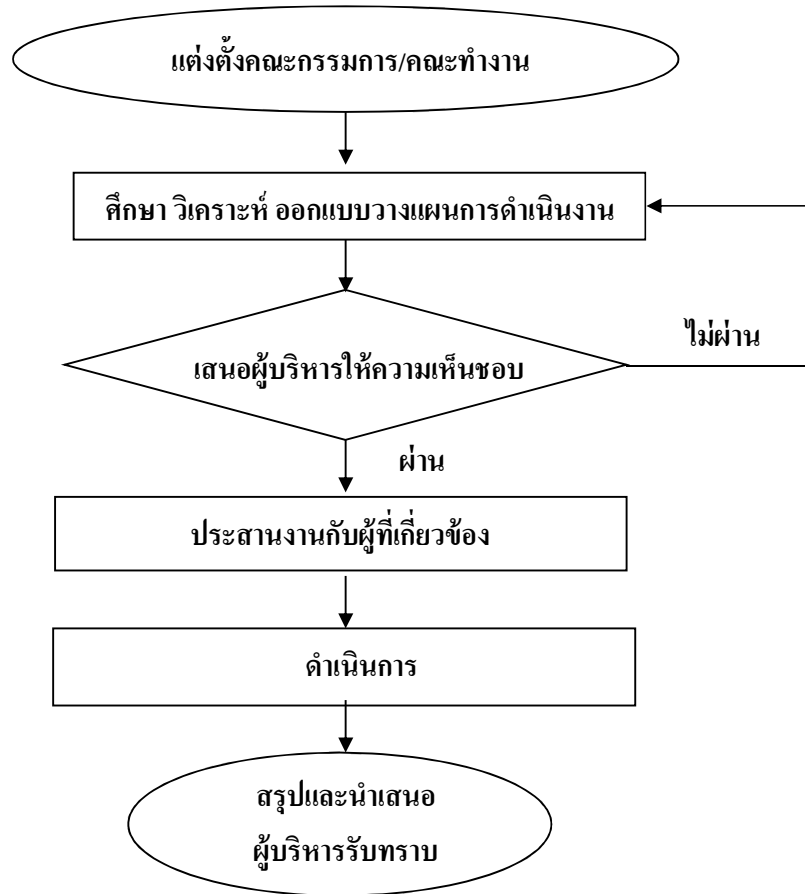 แต่งตั้งคณะกรรมการ/คณะทำงาน
ศึกษา วิเคราะห์ ออกแบบวางแผนการดำเนินงาน
ไม่ผ่าน
เสนอผู้บริหารให้ความเห็นชอบ
ผ่าน
ประสานงานกับผู้ที่เกี่ยวข้อง
ดำเนินการ
สรุปและนำเสนอ
ผู้บริหารรับทราบ